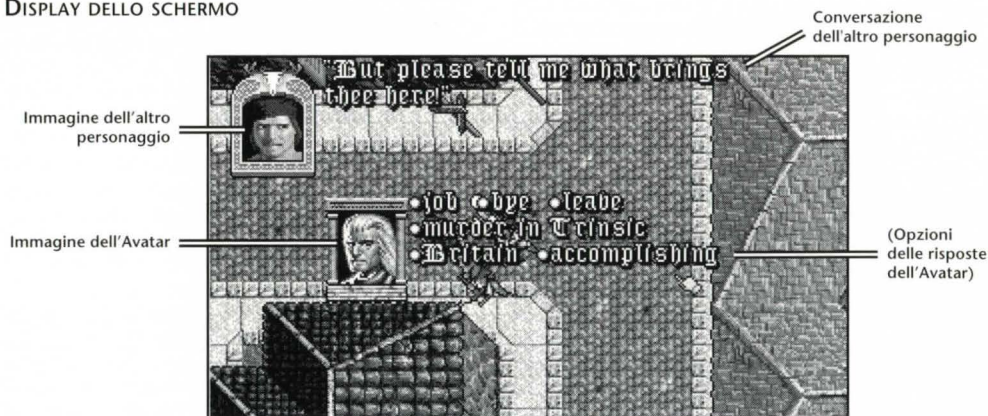 DISPLAY DELLO SCHERMO
Conversazione
dell'altro personaggio
"But please tell me what brings
thee here!"
Immagine dell'altro
personaggio
•job •bye •leave
•murder in Trinsic
•Britain •accomplishing
Immagine dell'Avatar
(Opzioni
delle risposte
dell'Avatar)